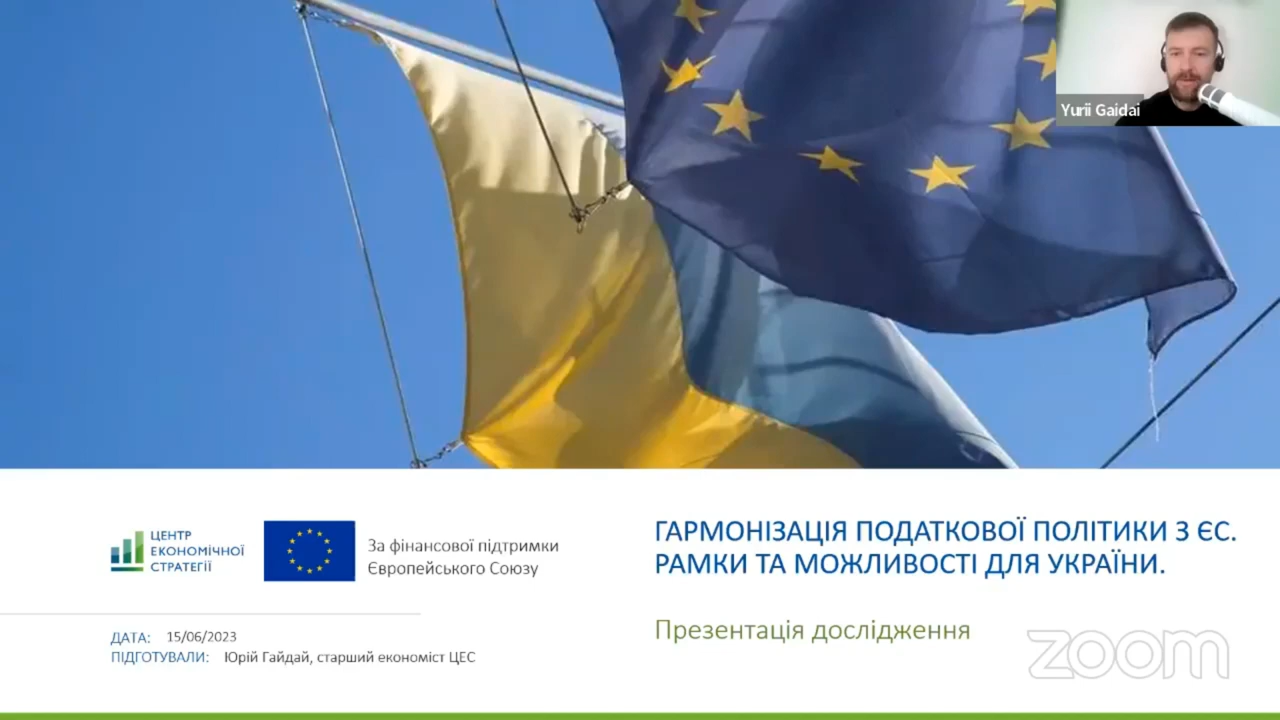 Yurii Gaidai
ЦЕНТР
ЕКОНОМІЧНОЇ
СТРАТЕГІЇ
За фінансової підтримки
Європейського Союзу
ГАРМОНІЗАЦІЯ ПОДАТКОВОЇ ПОЛІТИКИ З ЄС.
РАМКИ ТА МОЖЛИВОСТІ ДЛЯ УКРАЇНИ.
Презентація дослідження
ДАТА: 15/06/2023
ПІДГОТУВАЛИ: Юрій Гайдай, старший економіст ЦЕС
zoom